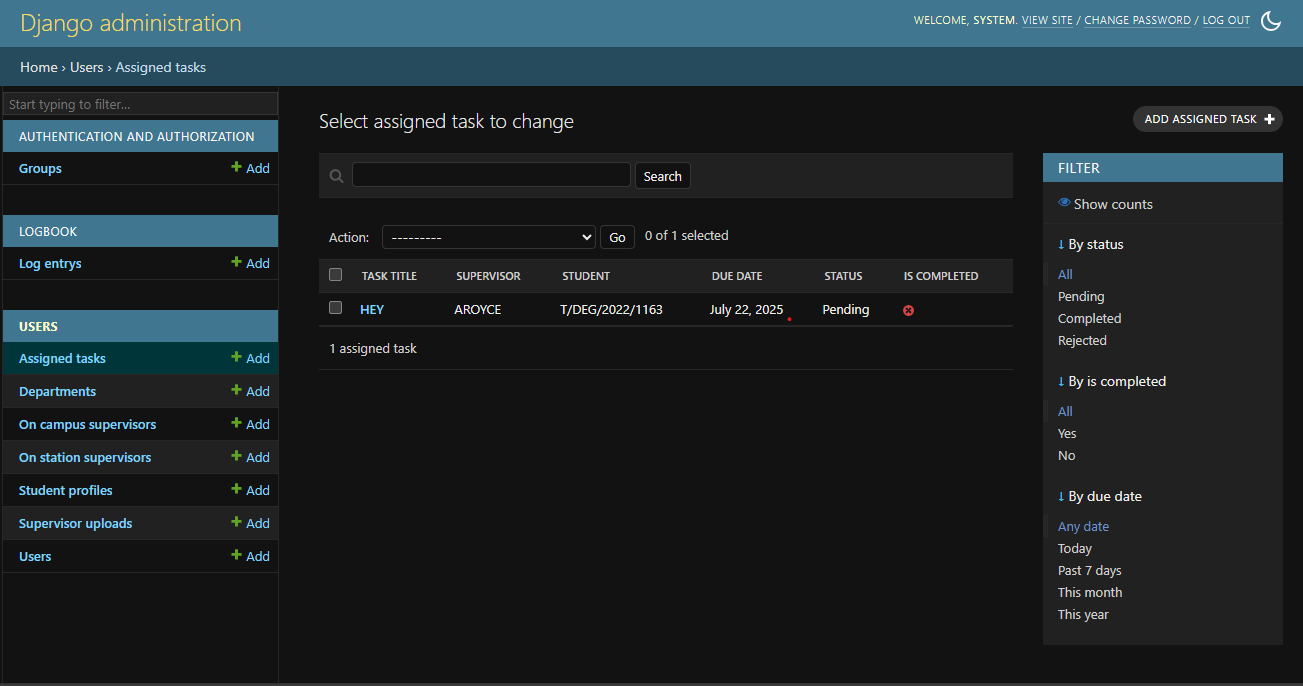 Django administration
WELCOME, SYSTEM. VIEW SITE / CHANGE PASSWORD / LOG OUT
Home › Users › Assigned tasks
Start typing to filter...
AUTHENTICATION AND AUTHORIZATION
Groups + Add
LOGBOOK
Log entrys + Add
USERS
Assigned tasks + Add
Departments + Add
On campus supervisors + Add
On station supervisors + Add
Student profiles + Add
Supervisor uploads + Add
Users + Add
Select assigned task to change
ADD ASSIGNED TASK +
Search
Action: --------- Go 0 of 1 selected
TASK TITLE SUPERVISOR STUDENT DUE DATE STATUS IS COMPLETED
HEY AROYCE T/DEG/2022/1163 July 22, 2025 Pending
1 assigned task
FILTER
Show counts
↓ By status
All
Pending
Completed
Rejected
↓ By is completed
All
Yes
No
↓ By due date
Any date
Today
Past 7 days
This month
This year